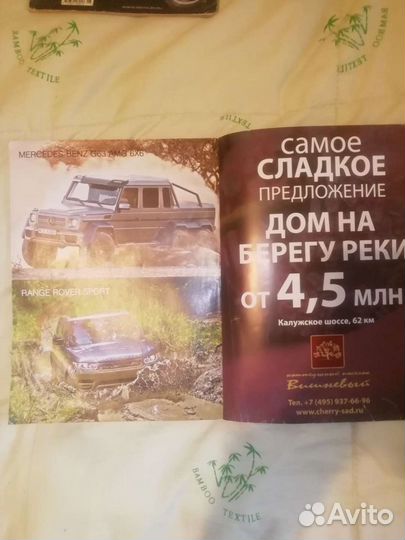 BAMBOO TEXTILE
BAMBOO TEXTILE
MERCEDES-BENZ G63 AMG 6X6
RANGE ROVER SPORT
самое
СЛАДКОЕ
ПРЕДЛОЖЕНИЕ
ДОМ НА
БЕРЕГУ РЕКИ
от 4,5 млн
Калужское шоссе, 62 км
коттеджный поселок
Вишневый
Тел. +7 (495) 937-66-96
www.cherry-sad.ru
BAMBOO TEXTILE
Avito